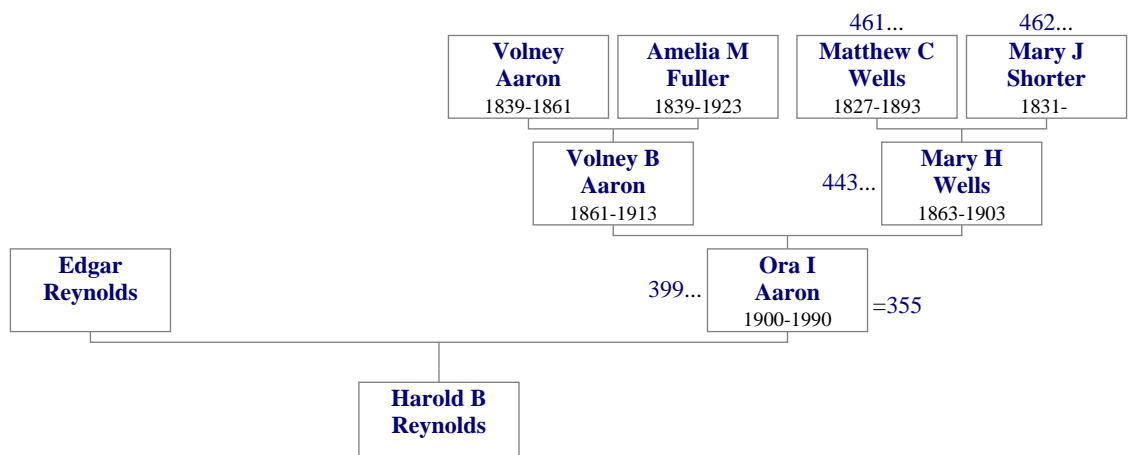 461...
462...
Volney
Aaron
1839-1861
Amelia M
Fuller
1839-1923
Matthew C
Wells
1827-1893
Mary J
Shorter
1831-
Volney B
Aaron
1861-1913
443...
Mary H
Wells
1863-1903
Edgar
Reynolds
399...
Ora I
Aaron
1900-1990
=355
Harold B
Reynolds